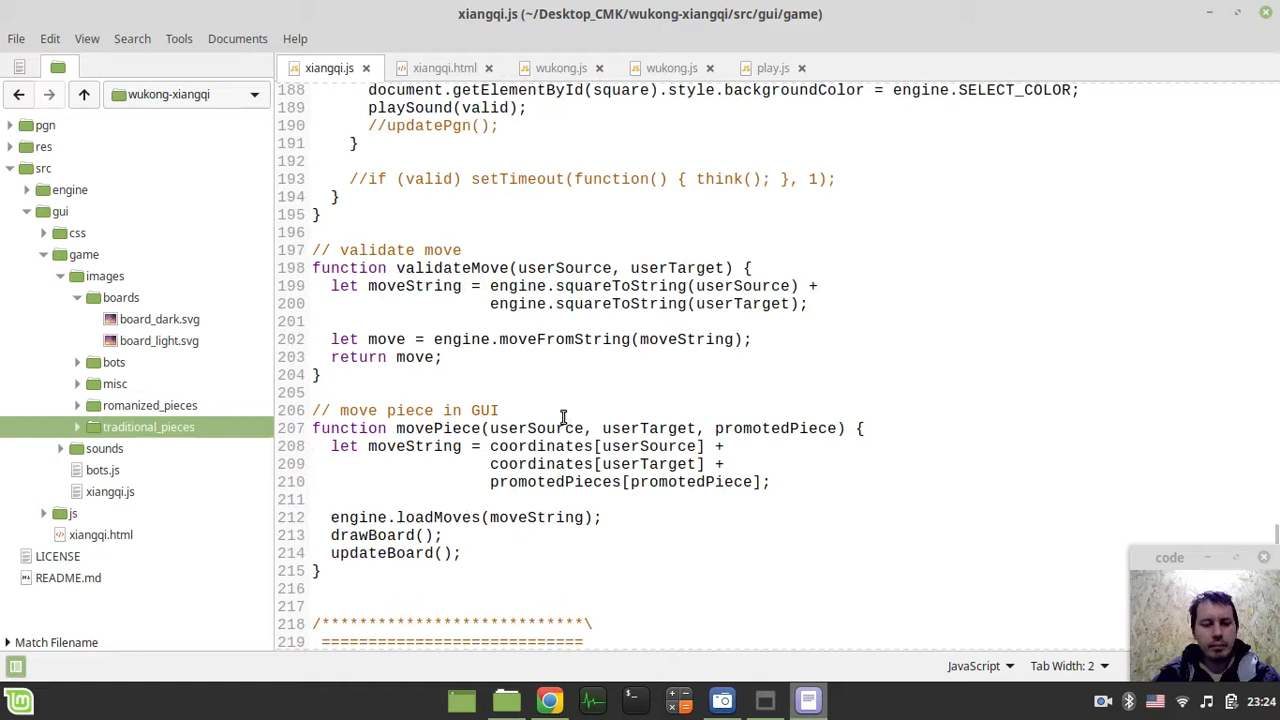 xiangqi.js (~/Desktop_CMK/wukong-xiangqi/src/gui/game)
File Edit View Search Tools Documents Help
xiangqi.js xiangqi.html wukong.js wukong.js play.js
wukong-xiangqi
pgn
res
src
engine
gui
css
game
images
boards
board_dark.svg
board_light.svg
bots
misc
romanized_pieces
traditional_pieces
sounds
bots.js
xiangqi.js
js
xiangqi.html
LICENSE
README.md
Match Filename
188 document.getElementById(square).style.backgroundColor = engine.SELECT_COLOR;
189 playSound(valid);
190 //updatePgn();
191 }
192
193 //if (valid) setTimeout(function() { think(); }, 1);
194 }
195 }
196
197 // validate move
198 function validateMove(userSource, userTarget) {
199 let moveString = engine.squareToString(userSource) +
200 engine.squareToString(userTarget);
201
202 let move = engine.moveFromString(moveString);
203 return move;
204 }
205
206 // move piece in GUI
207 function movePiece(userSource, userTarget, promotedPiece) {
208 let moveString = coordinates[userSource] +
209 coordinates[userTarget] +
210 promotedPieces[promotedPiece];
211
212 engine.loadMoves(moveString);
213 drawBoard();
214 updateBoard();
215 }
216
217
218 /****************************\
219 ============================
code
JavaScript Tab Width: 2
23:24